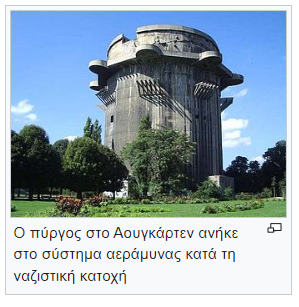 Ο πύργος στο Αουγκάρτεν ανήκε
στο σύστημα αεράμυνας κατά τη
ναζιστική κατοχή